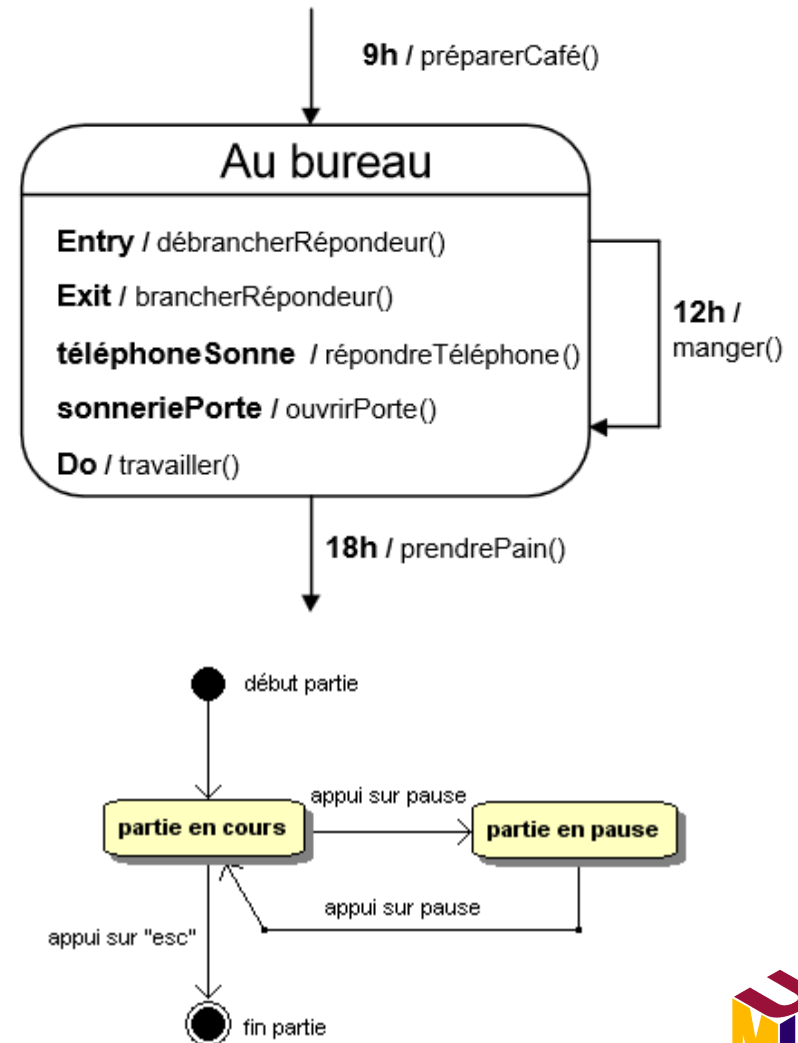 9h / préparerCafé()
Au bureau
Entry / débrancherRépondeur()
Exit / brancherRépondeur()
téléphoneSonne / répondreTéléphone()
sonneriePorte / ouvrirPorte()
Do / travailler()
12h /
manger()
18h / prendrePain()
début partie
partie en cours
appui sur pause
partie en pause
appui sur pause
appui sur "esc"
fin partie